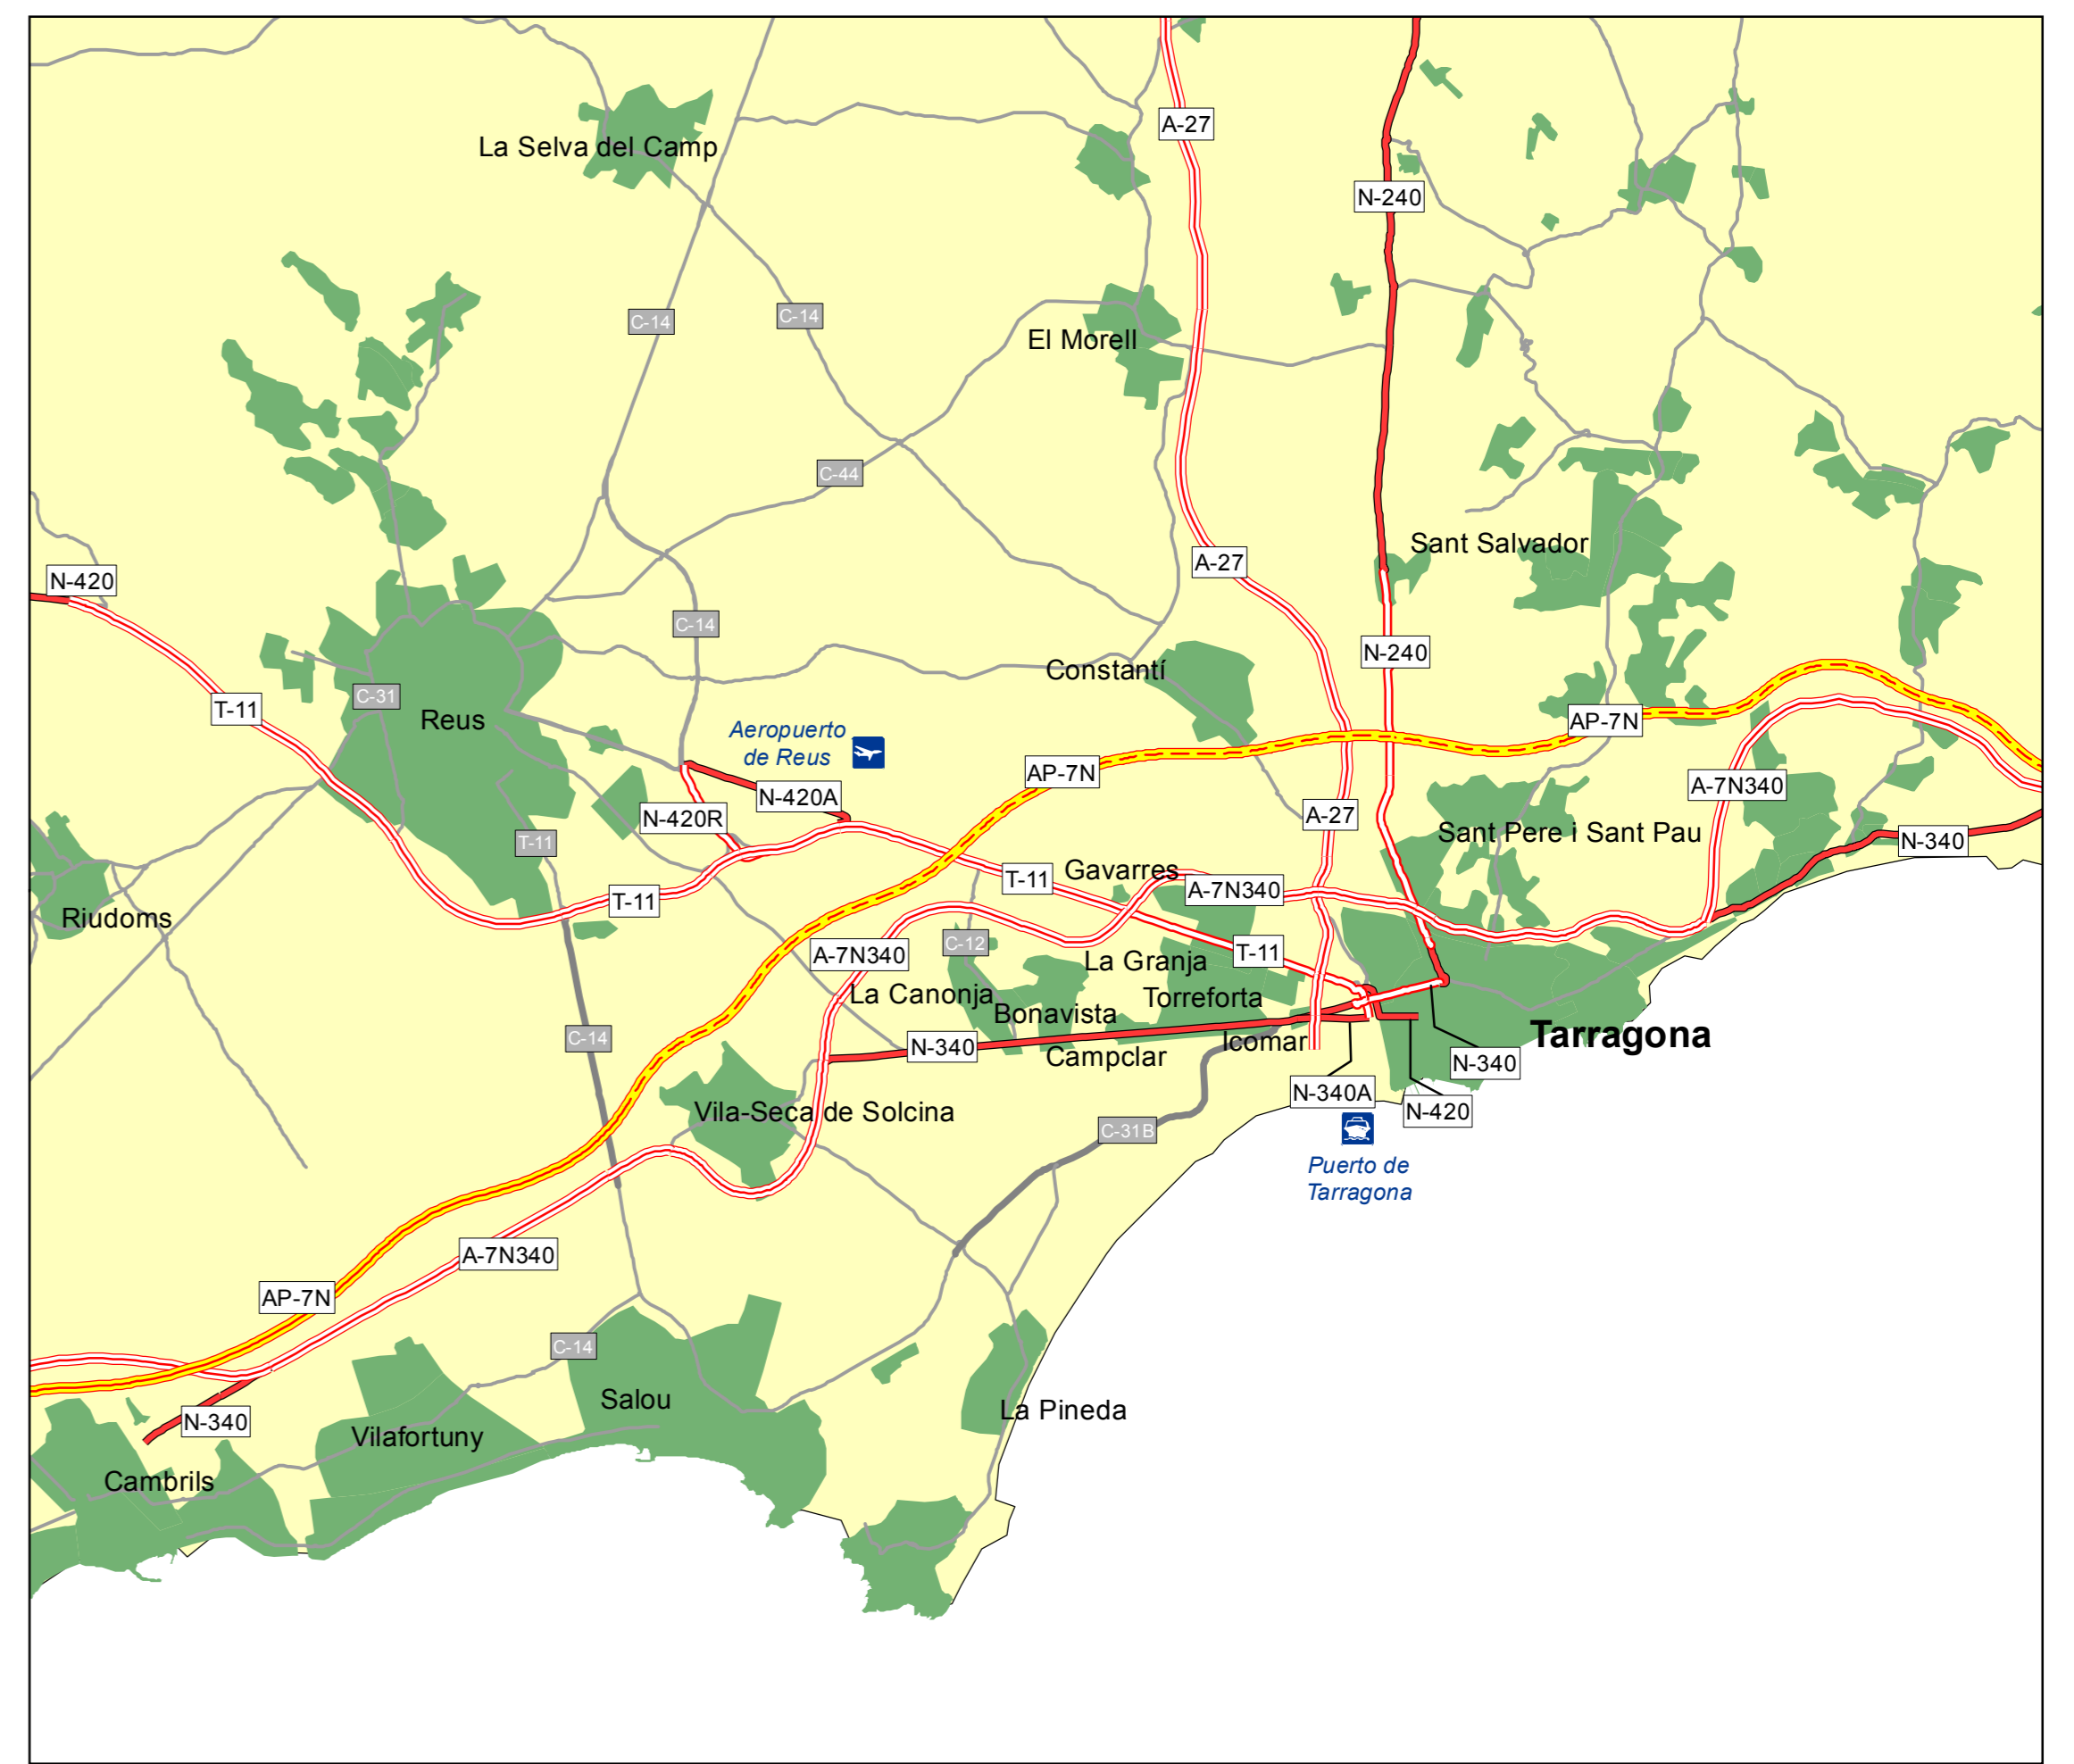 A-27
La Selva del Camp
N-240
C-14
C-14
El Morell
C-44
Sant Salvador
A-27
N-420
C-14
N-240
Constantí
C-31
T-11
Reus
AP-7N
Aeropuerto
de Reus
AP-7N
A-7N340
N-420A
N-420R
A-27
Sant Pere i Sant Pau
N-340
T-11
Gavarres
T-11
A-7N340
T-11
Riudoms
C-12
A-7N340
T-11
La Granja
La Canonja
Torreforta
Bonavista
Tarragona
C-14
N-340
Icomar
Campclar
N-340
N-340A
N-420
Vila-Seca de Solcina
C-31B
Puerto de
Tarragona
A-7N340
AP-7N
C-14
Salou
La Pineda
N-340
Vilafortuny
Cambrils